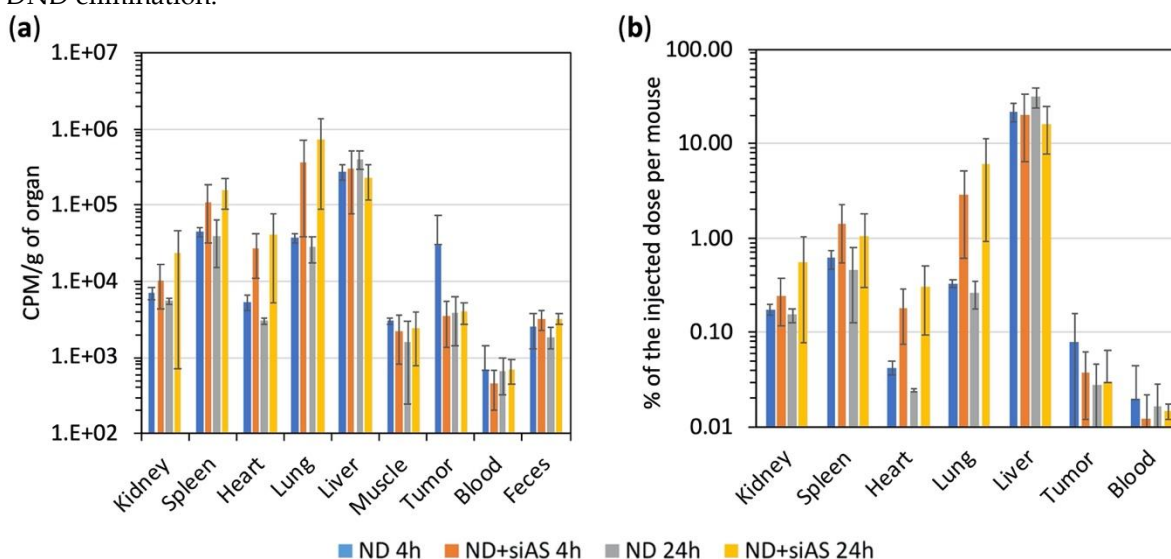 DND elimination.
(a)
CPM/g of organ
1.E+07
1.E+06
1.E+05
1.E+04
1.E+03
1.E+02
Kidney
Spleen
Heart
Lung
Liver
Muscle
Tumor
Blood
Feces
(b)
% of the injected dose per mouse
100.00
10.00
1.00
0.10
0.01
Kidney
Spleen
Heart
Lung
Liver
Tumor
Blood
ND 4h ND+siAS 4h ND 24h ND+siAS 24h